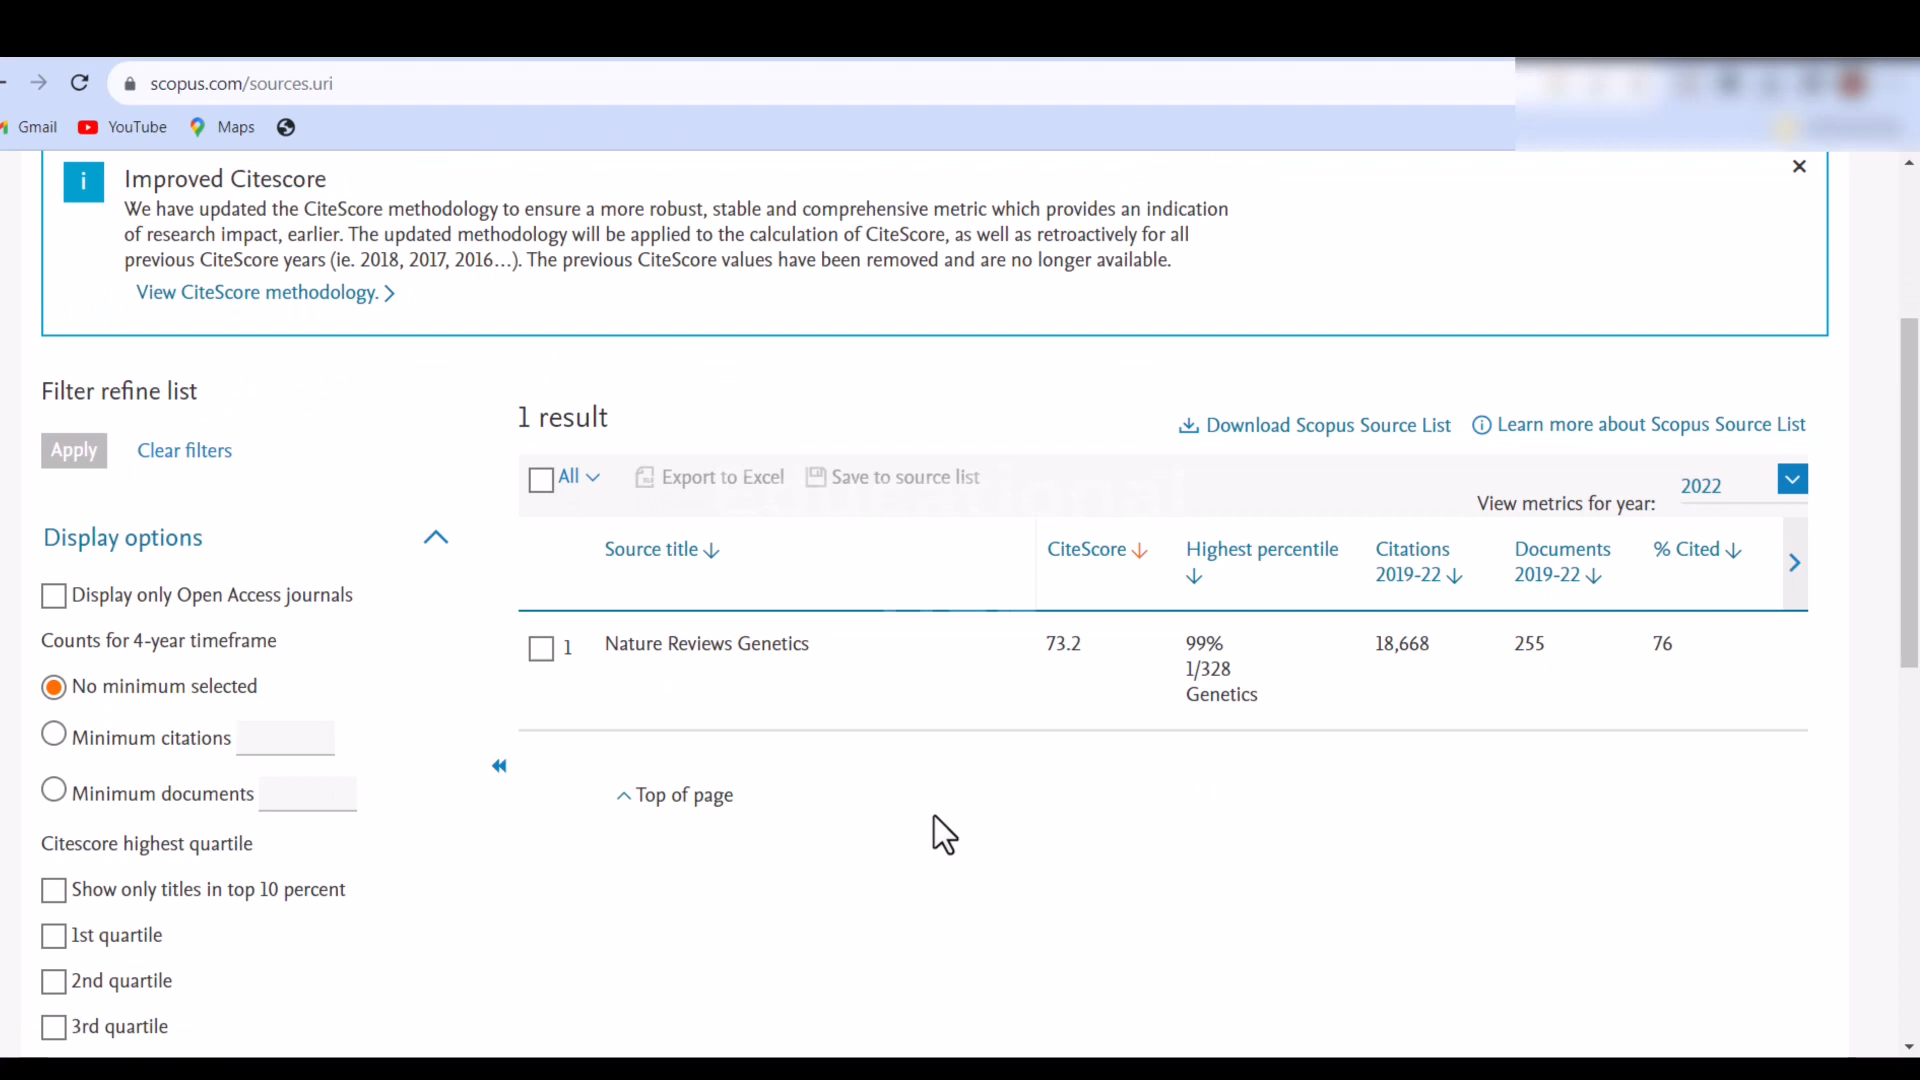 scopus.com/sources.uri
Gmail YouTube Maps
i Improved Citescore
We have updated the CiteScore methodology to ensure a more robust, stable and comprehensive metric which provides an indication
of research impact, earlier. The updated methodology will be applied to the calculation of CiteScore, as well as retroactively for all
previous CiteScore years (ie. 2018, 2017, 2016...). The previous CiteScore values have been removed and are no longer available.
View CiteScore methodology.
Filter refine list
Apply Clear filters
Display options
Display only Open Access journals
Counts for 4-year timeframe
No minimum selected
Minimum citations
Minimum documents
Citescore highest quartile
Show only titles in top 10 percent
1st quartile
2nd quartile
3rd quartile
1 result
Download Scopus Source List Learn more about Scopus Source List
All Export to Excel Save to source list
View metrics for year: 2022
Source title CiteScore Highest percentile Citations Documents % Cited
2019-22 2019-22
1 Nature Reviews Genetics 73.2 99% 18,668 255 76
1/328
Genetics
Top of page